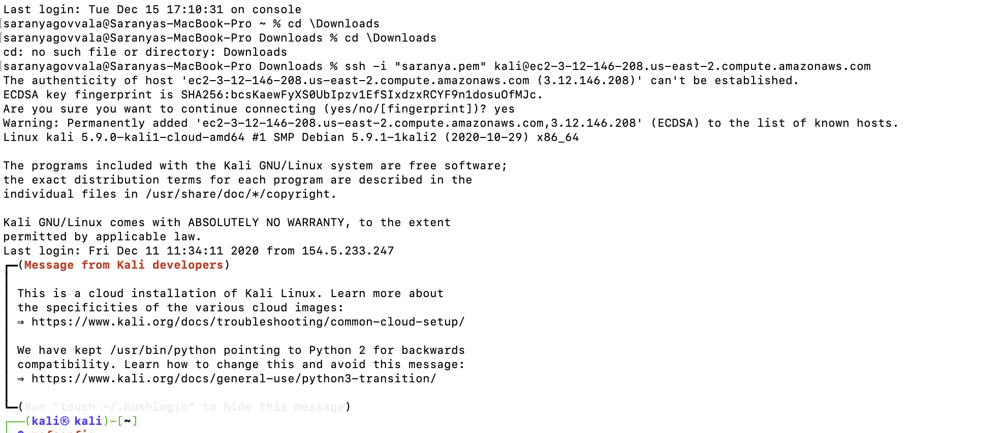 Last login: Tue Dec 15 17:10:31 on console
[saranyagovvala@Saranyas-MacBook-Pro ~ % cd \Downloads
[saranyagovvala@Saranyas-MacBook-Pro Downloads % cd \Downloads
cd: no such file or directory: Downloads
[saranyagovvala@Saranyas-MacBook-Pro Downloads % ssh -i "saranya.pem" kali@ec2-3-12-146-208.us-east-2.compute.amazonaws.com
The authenticity of host 'ec2-3-12-146-208.us-east-2.compute.amazonaws.com (3.12.146.208)' can't be established.
ECDSA key fingerprint is SHA256:bcsKaewFyXS0UbIpzv1EfSIxdzxRCYF9n1dosuOfMJc.
Are you sure you want to continue connecting (yes/no/[fingerprint])? yes
Warning: Permanently added 'ec2-3-12-146-208.us-east-2.compute.amazonaws.com,3.12.146.208' (ECDSA) to the list of known hosts.
Linux kali 5.9.0-kali1-cloud-amd64 #1 SMP Debian 5.9.1-1kali2 (2020-10-29) x86_64
The programs included with the Kali GNU/Linux system are free software;
the exact distribution terms for each program are described in the
individual files in /usr/share/doc/*/copyright.
Kali GNU/Linux comes with ABSOLUTELY NO WARRANTY, to the extent
permitted by applicable law.
Last login: Fri Dec 11 11:34:11 2020 from 154.5.233.247
(Message from Kali developers)
This is a cloud installation of Kali Linux. Learn more about
the specificities of the various cloud images:
⇒ https://www.kali.org/docs/troubleshooting/common-cloud-setup/
We have kept /usr/bin/python pointing to Python 2 for backwards
compatibility. Learn how to change this and avoid this message:
⇒ https://www.kali.org/docs/general-use/python3-transition/
(Run “touch ~/.hushlogin” to hide this message)
(kali㉿kali)-[~]